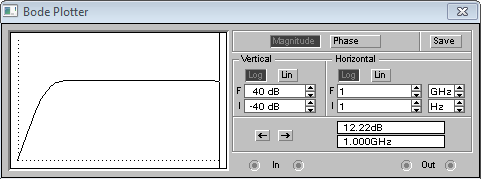 Bode Plotter
Magnitude Phase Save
Vertical Horizontal
Log Lin Log Lin
F 40 dB F 1 GHz
I -40 dB I 1 Hz
12.22dB
1.000GHz
In Out